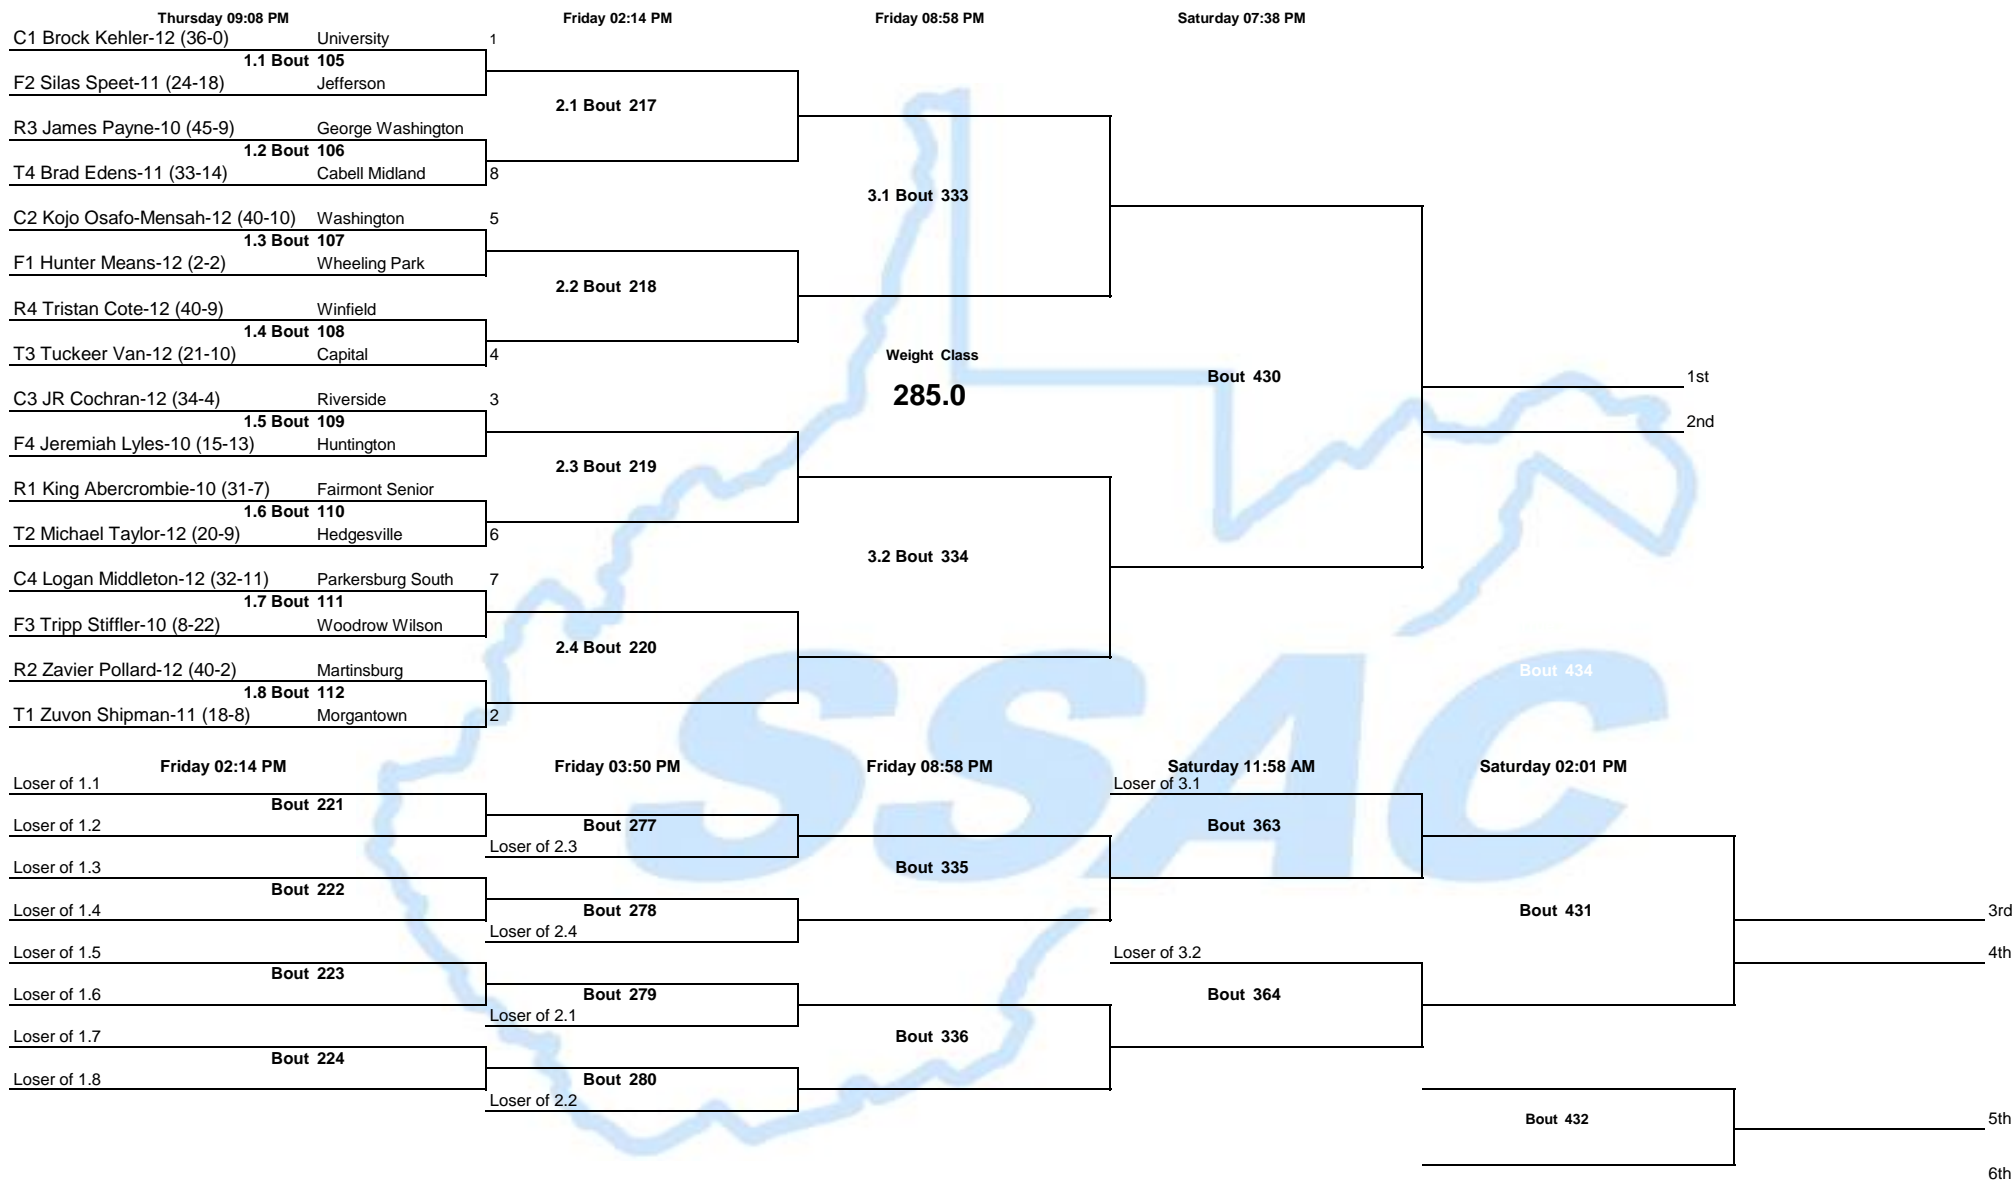 Thursday 09:08 PM Friday 02:14 PM Friday 08:58 PM Saturday 07:38 PM
C1 Brock Kehler-12 (36-0) University 1
1.1 Bout 105
F2 Silas Speet-11 (24-18) Jefferson
2.1 Bout 217
R3 James Payne-10 (45-9) George Washington
1.2 Bout 106
T4 Brad Edens-11 (33-14) Cabell Midland 8
3.1 Bout 333
C2 Kojo Osafo-Mensah-12 (40-10) Washington 5
1.3 Bout 107
F1 Hunter Means-12 (2-2) Wheeling Park
2.2 Bout 218
R4 Tristan Cote-12 (40-9) Winfield
1.4 Bout 108
T3 Tuckeer Van-12 (21-10) Capital 4
Weight Class
285.0
Bout 430
1st
2nd
C3 JR Cochran-12 (34-4) Riverside 3
1.5 Bout 109
F4 Jeremiah Lyles-10 (15-13) Huntington
2.3 Bout 219
R1 King Abercrombie-10 (31-7) Fairmont Senior
1.6 Bout 110
T2 Michael Taylor-12 (20-9) Hedgesville 6
3.2 Bout 334
C4 Logan Middleton-12 (32-11) Parkersburg South 7
1.7 Bout 111
F3 Tripp Stiffler-10 (8-22) Woodrow Wilson
2.4 Bout 220
R2 Zavier Pollard-12 (40-2) Martinsburg
Bout 434
1.8 Bout 112
T1 Zuvon Shipman-11 (18-8) Morgantown 2
SSAC
Friday 02:14 PM Friday 03:50 PM Friday 08:58 PM Saturday 11:58 AM Saturday 02:01 PM
Loser of 1.1 Loser of 3.1
Bout 221
Loser of 1.2 Bout 277 Bout 363
Loser of 2.3
Loser of 1.3 Bout 335
Bout 222
Loser of 1.4 Bout 278 Bout 431 3rd
Loser of 2.4
Loser of 1.5 Loser of 3.2 4th
Bout 223
Loser of 1.6 Bout 279 Bout 364
Loser of 2.1
Loser of 1.7 Bout 336
Bout 224
Loser of 1.8 Bout 280
Loser of 2.2
Bout 432 5th
6th